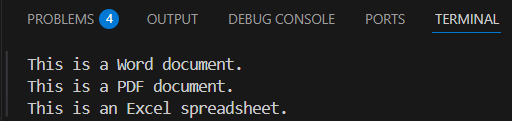 PROBLEMS 4 OUTPUT DEBUG CONSOLE PORTS TERMINAL
This is a Word document.
This is a PDF document.
This is an Excel spreadsheet.